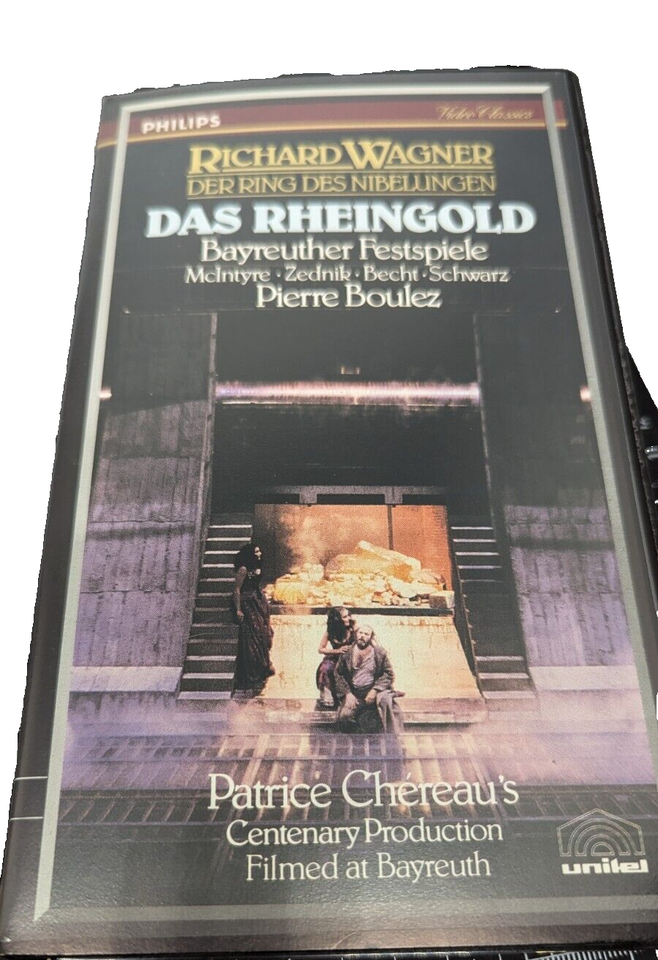 PHILIPS
Video Classics
RICHARD WAGNER
DER RING DES NIBELUNGEN
DAS RHEINGOLD
Bayreuther Festspiele
McIntyre · Zednik · Becht · Schwarz
Pierre Boulez
Patrice Chéreau's
Centenary Production
Filmed at Bayreuth
unitel